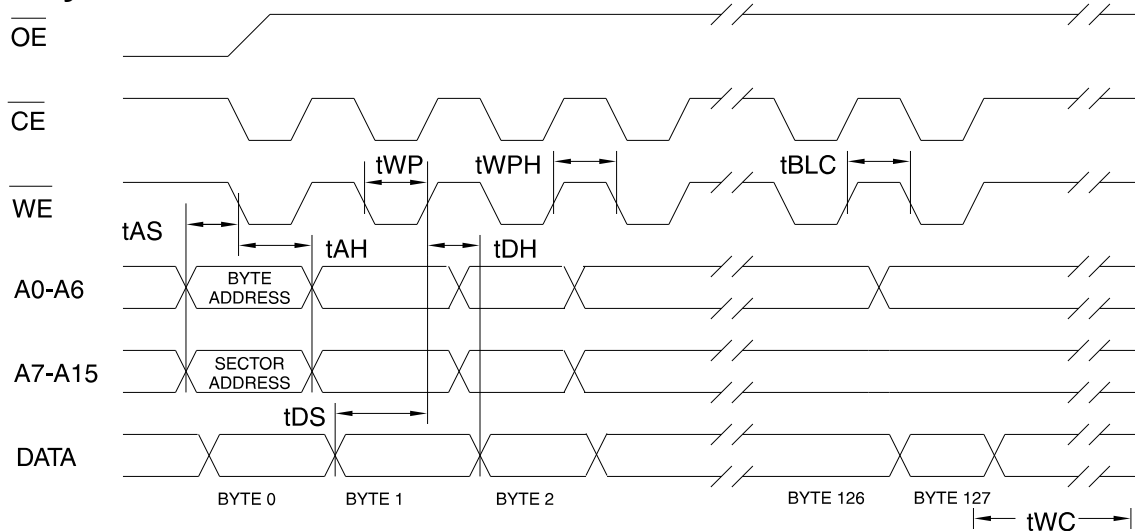 OE
CE
tWP tWPH tBLC
WE
tAS tAH tDH
A0-A6 BYTE ADDRESS
A7-A15 SECTOR ADDRESS
tDS
DATA
BYTE 0 BYTE 1 BYTE 2 BYTE 126 BYTE 127
tWC